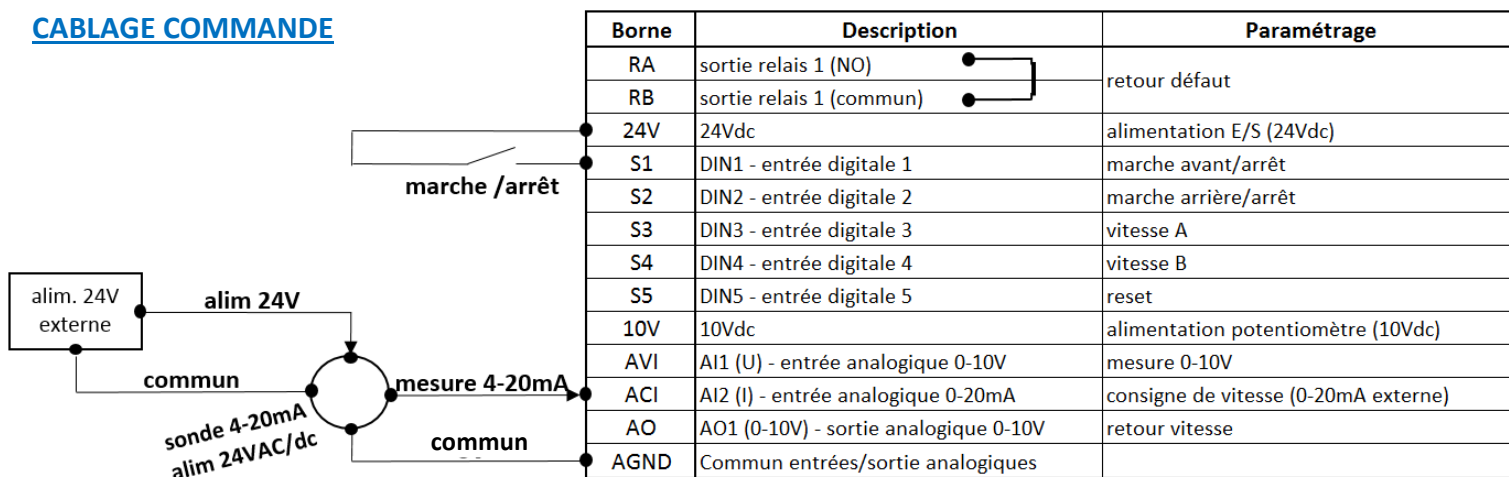 CABLAGE COMMANDE
Borne Description Paramétrage
RA sortie relais 1 (NO) retour défaut
RB sortie relais 1 (commun)
24V 24Vdc alimentation E/S (24Vdc)
S1 DIN1 - entrée digitale 1 marche avant/arrêt
marche /arrêt
S2 DIN2 - entrée digitale 2 marche arrière/arrêt
S3 DIN3 - entrée digitale 3 vitesse A
S4 DIN4 - entrée digitale 4 vitesse B
S5 DIN5 - entrée digitale 5 reset
10V 10Vdc alimentation potentiomètre (10Vdc)
AVI AI1 (U) - entrée analogique 0-10V mesure 0-10V
ACI AI2 (I) - entrée analogique 0-20mA consigne de vitesse (0-20mA externe)
AO AO1 (0-10V) - sortie analogique 0-10V retour vitesse
AGND Commun entrées/sortie analogiques
alim. 24V
externe
alim 24V
commun
mesure 4-20mA
sonde 4-20mA
alim 24VAC/dc
commun